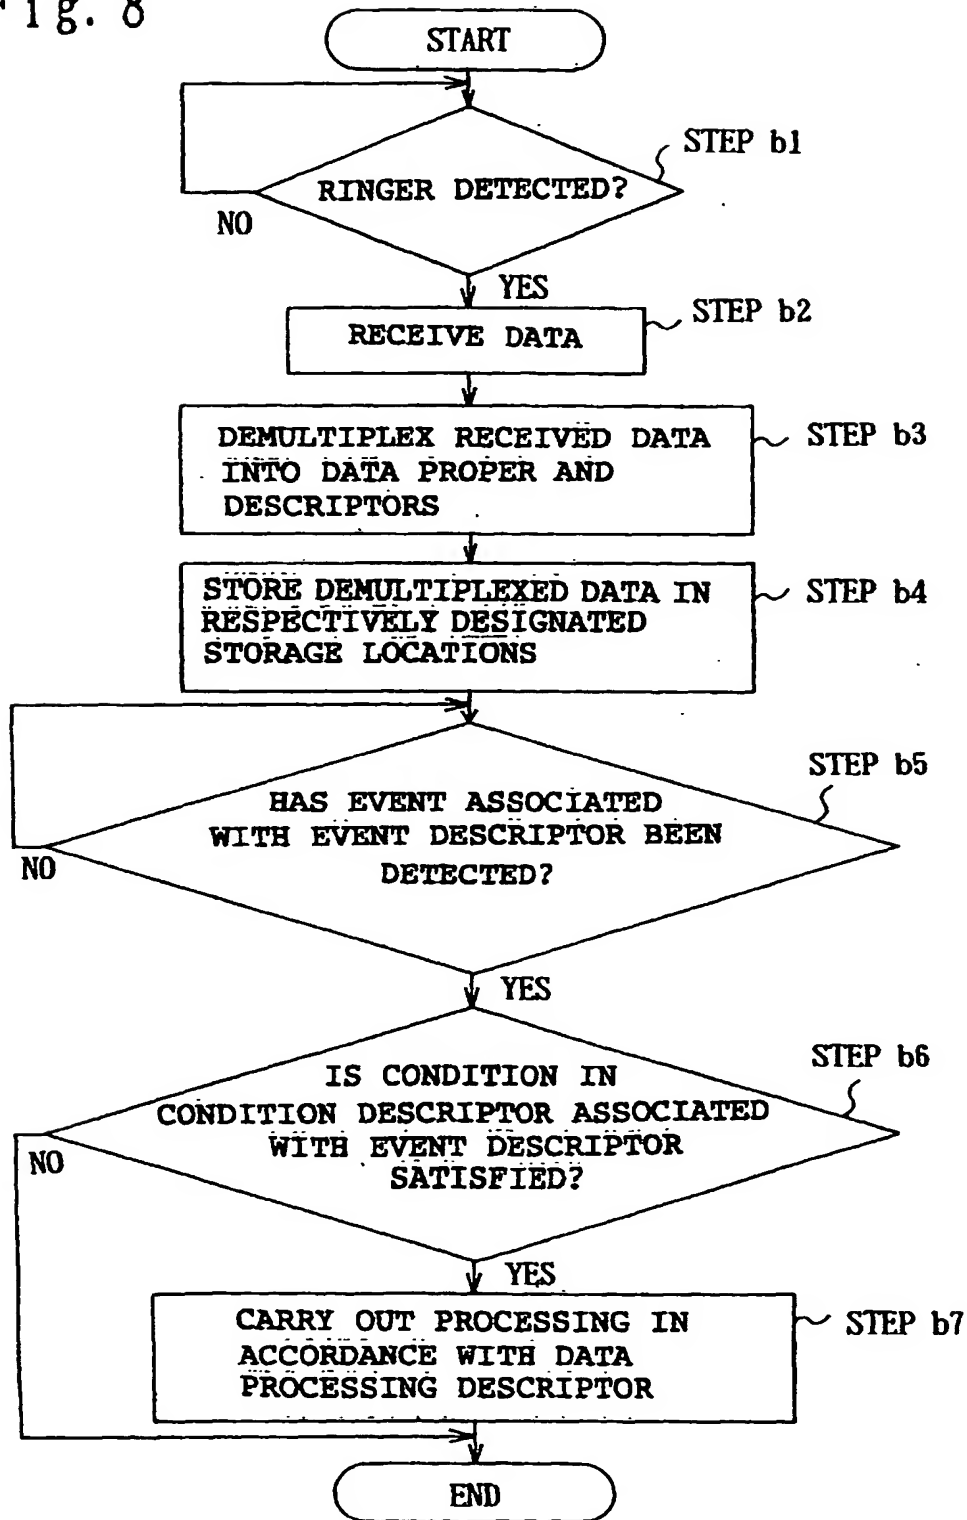 Fig. 8
START
RINGER DETECTED?
STEP b1
NO
YES
RECEIVE DATA
STEP b2
DEMULTIPLEX RECEIVED DATA
INTO DATA PROPER AND
DESCRIPTORS
STEP b3
STORE DEMULTIPLEXED DATA IN
RESPECTIVELY DESIGNATED
STORAGE LOCATIONS
STEP b4
STEP b5
HAS EVENT ASSOCIATED
WITH EVENT DESCRIPTOR BEEN
DETECTED?
NO
YES
STEP b6
IS CONDITION IN
CONDITION DESCRIPTOR ASSOCIATED
WITH EVENT DESCRIPTOR
SATISFIED?
NO
YES
CARRY OUT PROCESSING IN
ACCORDANCE WITH DATA
PROCESSING DESCRIPTOR
STEP b7
END